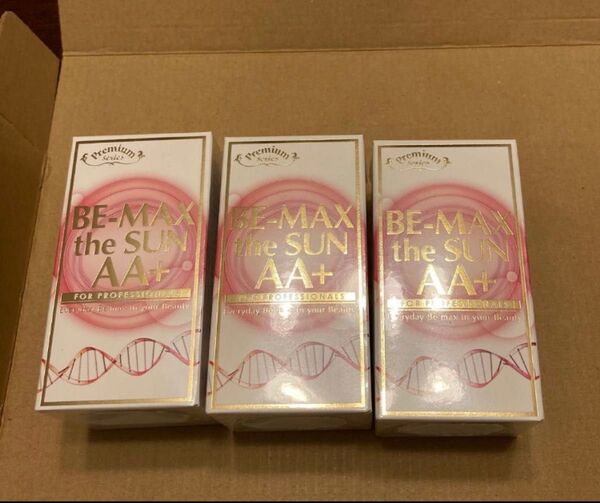 Premium
Series
BE-MAX
the SUN
AA+
FOR PROFESSIONALS
Everyday Be-max in your Beauty
Premium
Series
BE-MAX
the SUN
AA+
FOR PROFESSIONALS
Everyday Be-max in your Beauty
Premium
Series
BE-MAX
the SUN
AA+
FOR PROFESSIONALS
Everyday Be-max in your Beauty